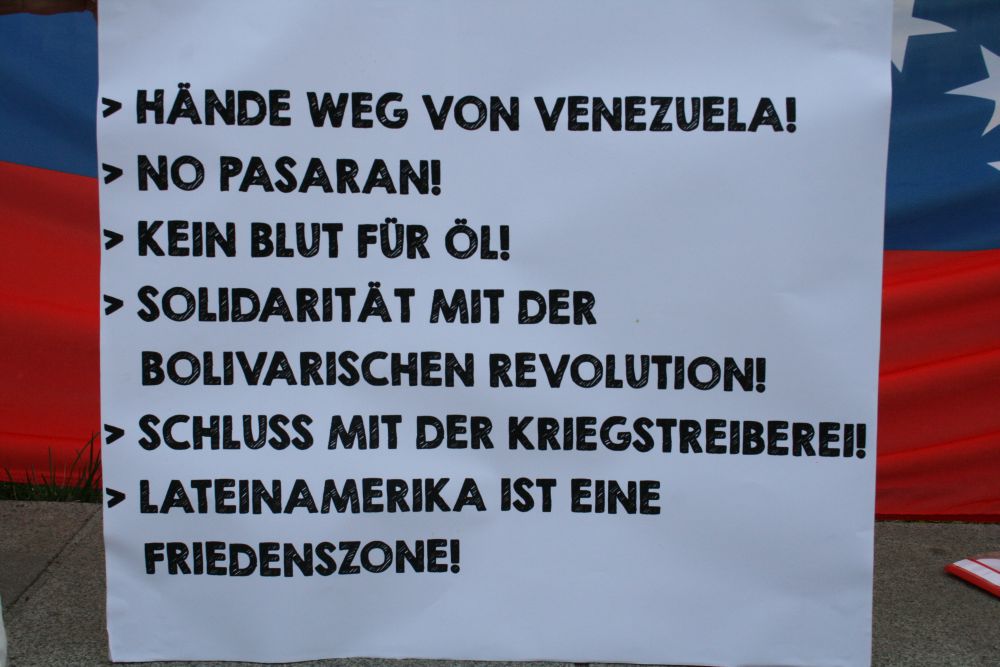 > HÄNDE WEG VON VENEZUELA!
> NO PASARAN!
> KEIN BLUT FÜR ÖL!
> SOLIDARITÄT MIT DER
BOLIVARISCHEN REVOLUTION!
> SCHLUSS MIT DER KRIEGSTREIBEREI!
> LATEINAMERIKA IST EINE
FRIEDENSZONE!